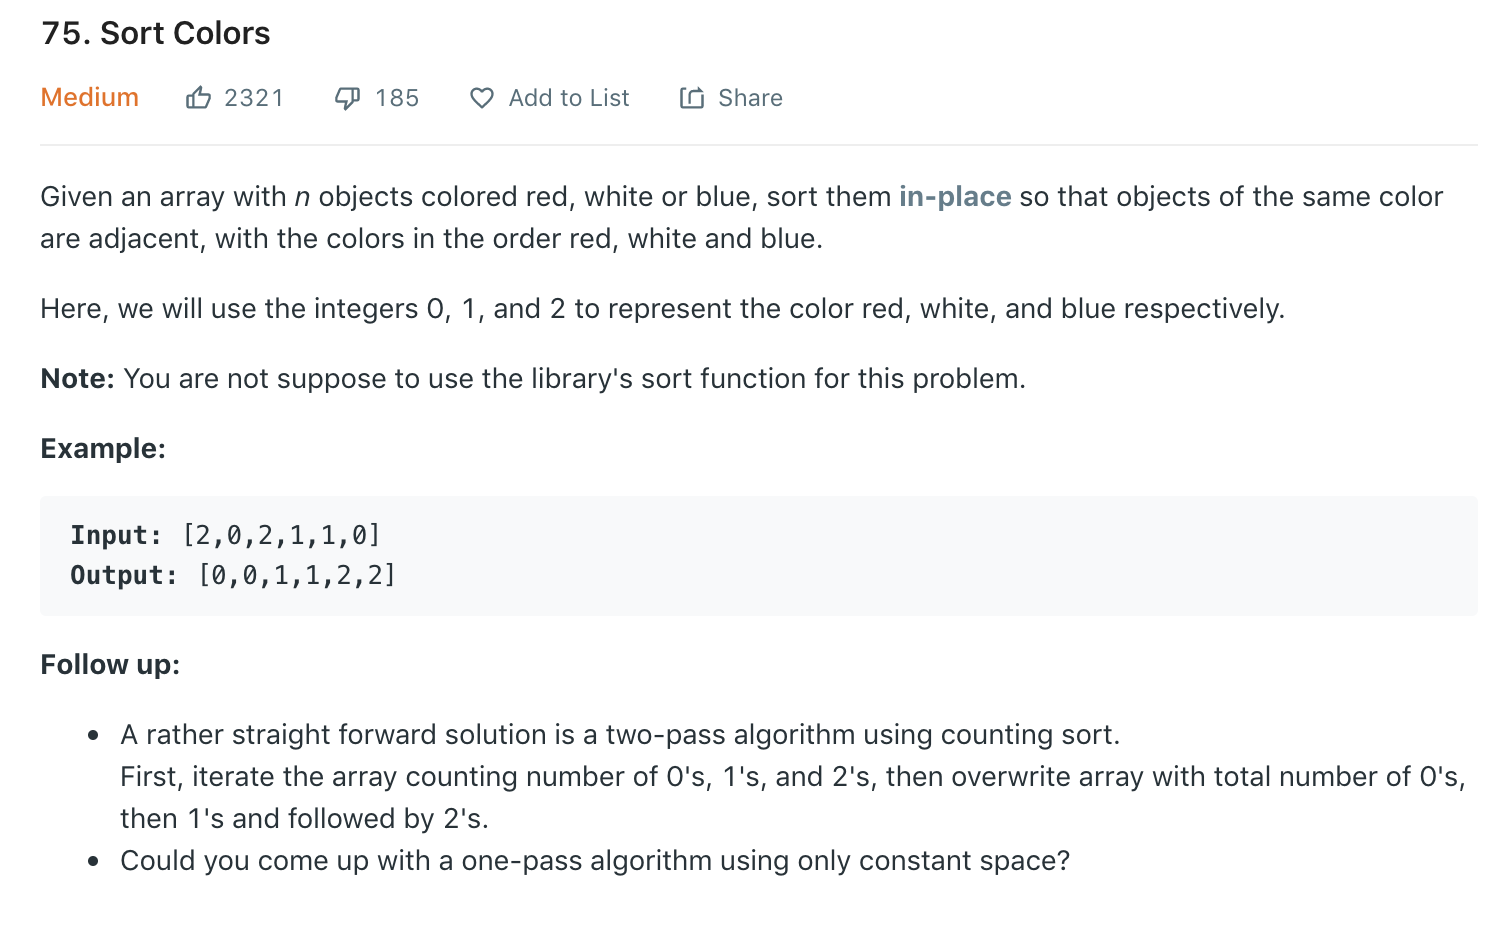 75. Sort Colors
Medium 2321 185 Add to List Share
Given an array with n objects colored red, white or blue, sort them in-place so that objects of the same color
are adjacent, with the colors in the order red, white and blue.
Here, we will use the integers 0, 1, and 2 to represent the color red, white, and blue respectively.
Note: You are not suppose to use the library's sort function for this problem.
Example:
Input: [2,0,2,1,1,0]
Output: [0,0,1,1,2,2]
Follow up:
• A rather straight forward solution is a two-pass algorithm using counting sort.
First, iterate the array counting number of 0's, 1's, and 2's, then overwrite array with total number of 0's,
then 1's and followed by 2's.
• Could you come up with a one-pass algorithm using only constant space?